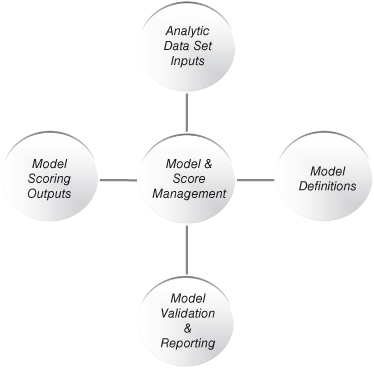 Analytic
Data Set
Inputs
Model
Scoring
Outputs
Model &
Score
Management
Model
Definitions
Model
Validation
&
Reporting